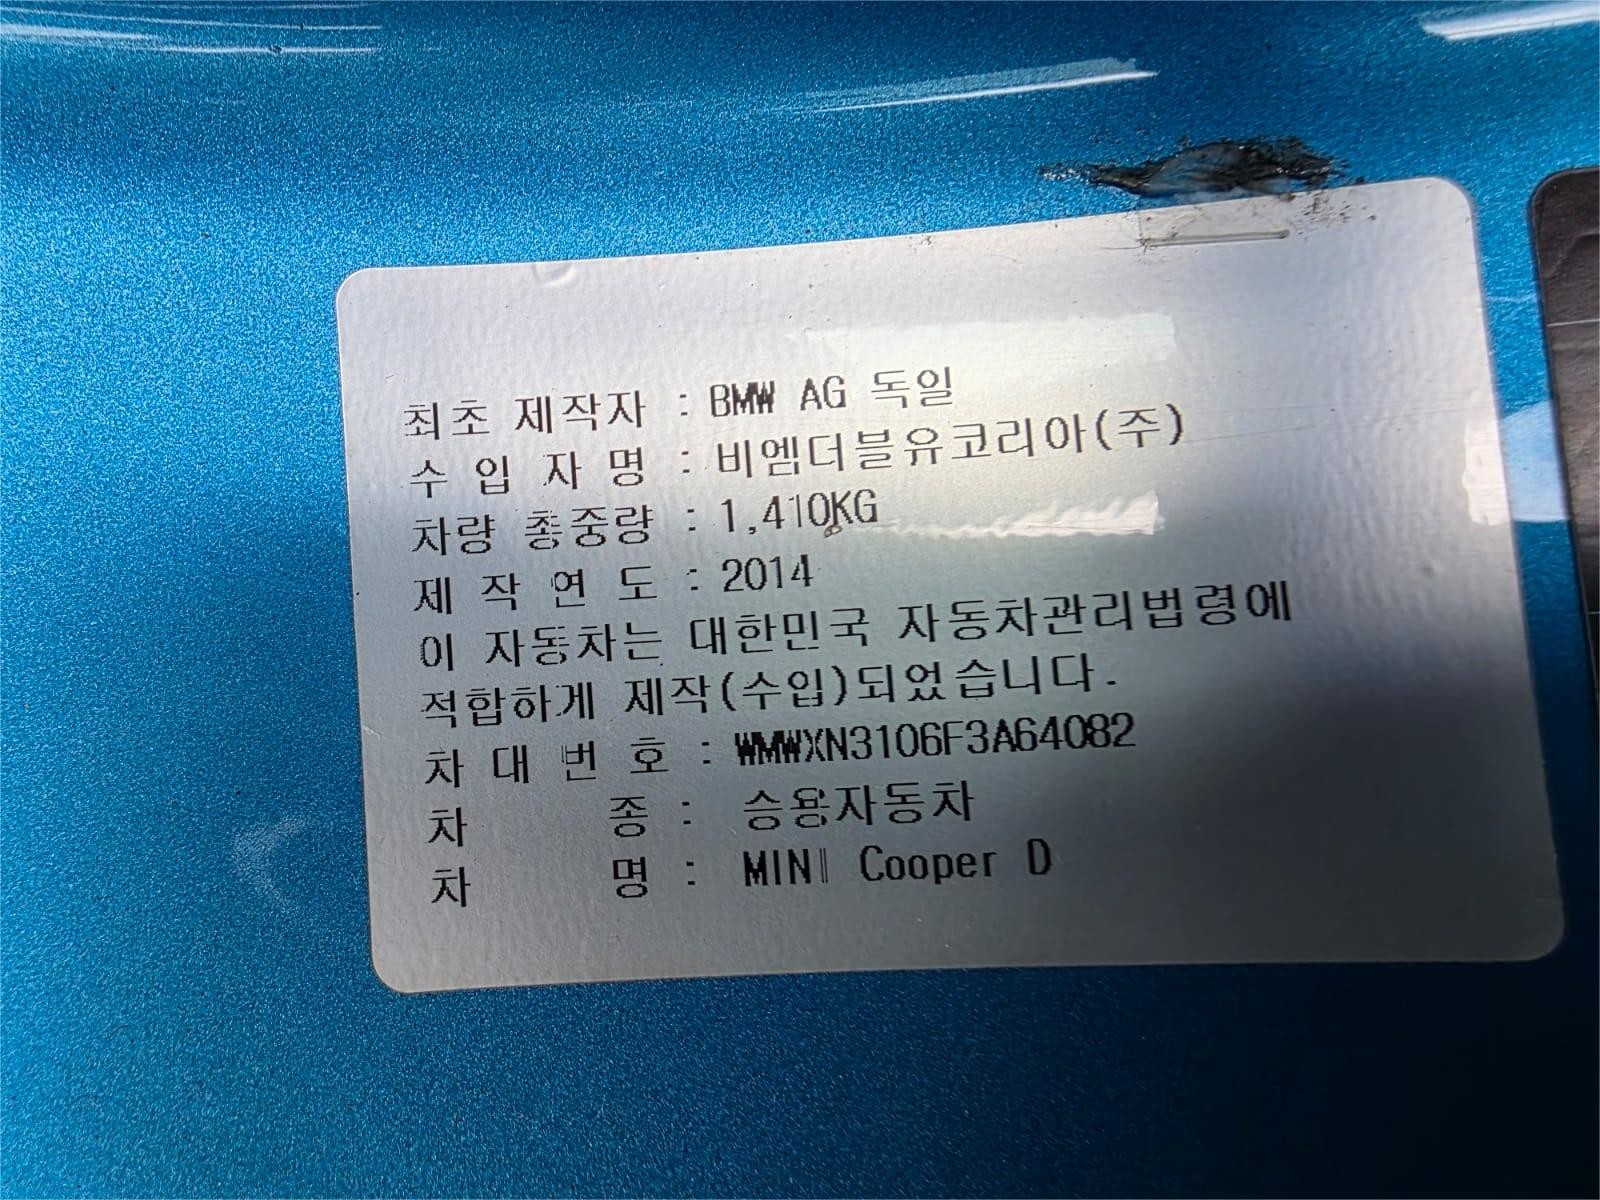 최초 제작자 : BMW AG 독일
수 입 자 명 : 비엠더블유코리아(주)
차량 총중량 : 1,410KG
제 작 연 도 : 2014
이 자동차는 대한민국 자동차관리법령에
적합하게 제작(수입)되었습니다.
차 대 번 호 : WMWXN3106F3A64082
차 종 : 승용자동차
차 명 : MINI Cooper D